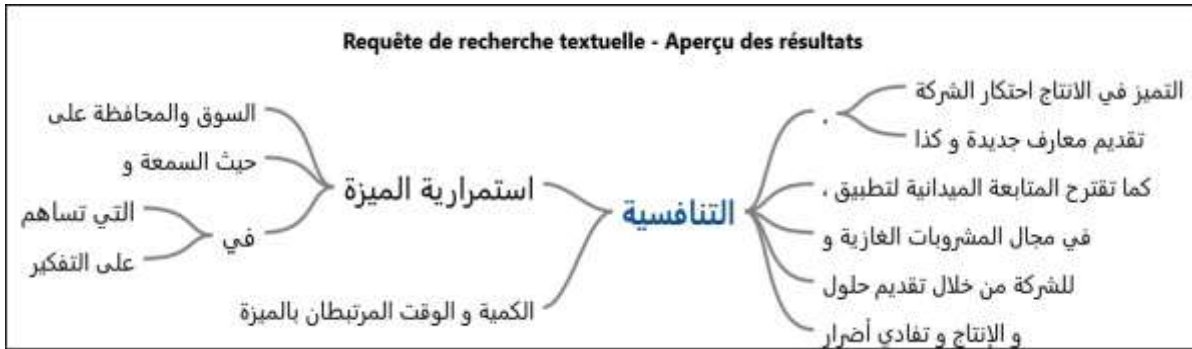 Requête de recherche textuelle - Aperçu des résultats
التميز في الانتاج احتكار الشركة
،
تقديم معارف جديدة و كذا
كما تقترح المتابعة الميدانية لتطبيق ،
في مجال المشروبات الغازية و
للشركة من خلال تقديم حلول
و الإنتاج و تفادي أضرار
التنافسية
استمرارية الميزة
الكمية و الوقت المرتبطان بالميزة
السوق والمحافظة على
حيث السمعة و
في
التي تساهم
على التفكير